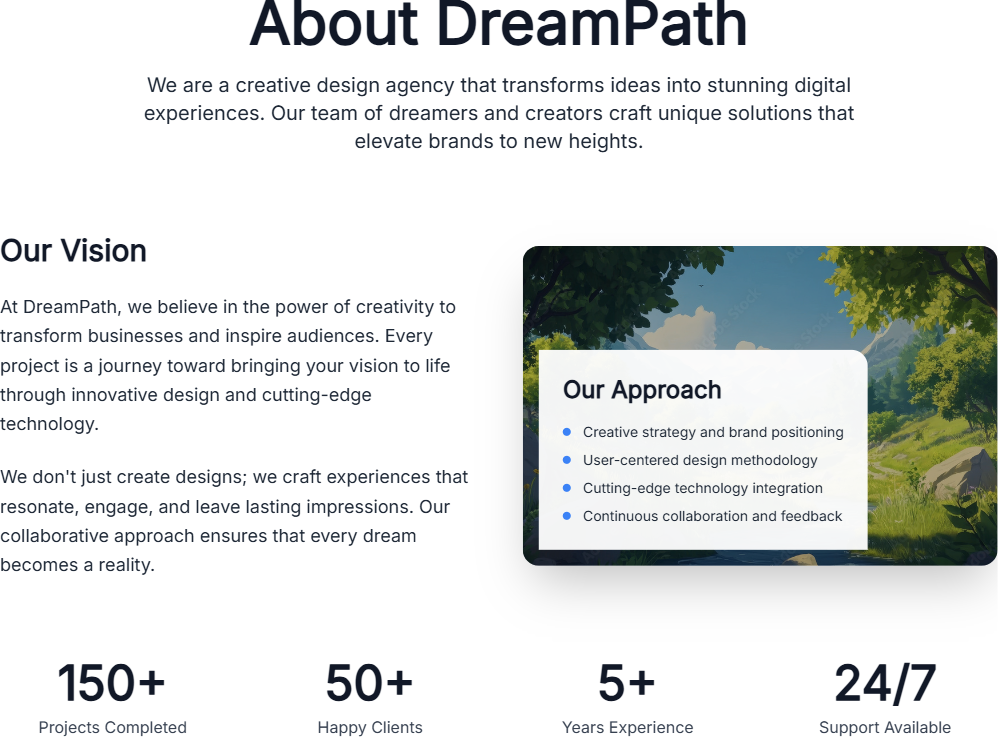 About DreamPath
We are a creative design agency that transforms ideas into stunning digital
experiences. Our team of dreamers and creators craft unique solutions that
elevate brands to new heights.
Our Vision
At DreamPath, we believe in the power of creativity to
transform businesses and inspire audiences. Every
project is a journey toward bringing your vision to life
through innovative design and cutting-edge
technology.
We don't just create designs; we craft experiences that
resonate, engage, and leave lasting impressions. Our
collaborative approach ensures that every dream
becomes a reality.
Our Approach
Creative strategy and brand positioning
User-centered design methodology
Cutting-edge technology integration
Continuous collaboration and feedback
150+
Projects Completed
50+
Happy Clients
5+
Years Experience
24/7
Support Available